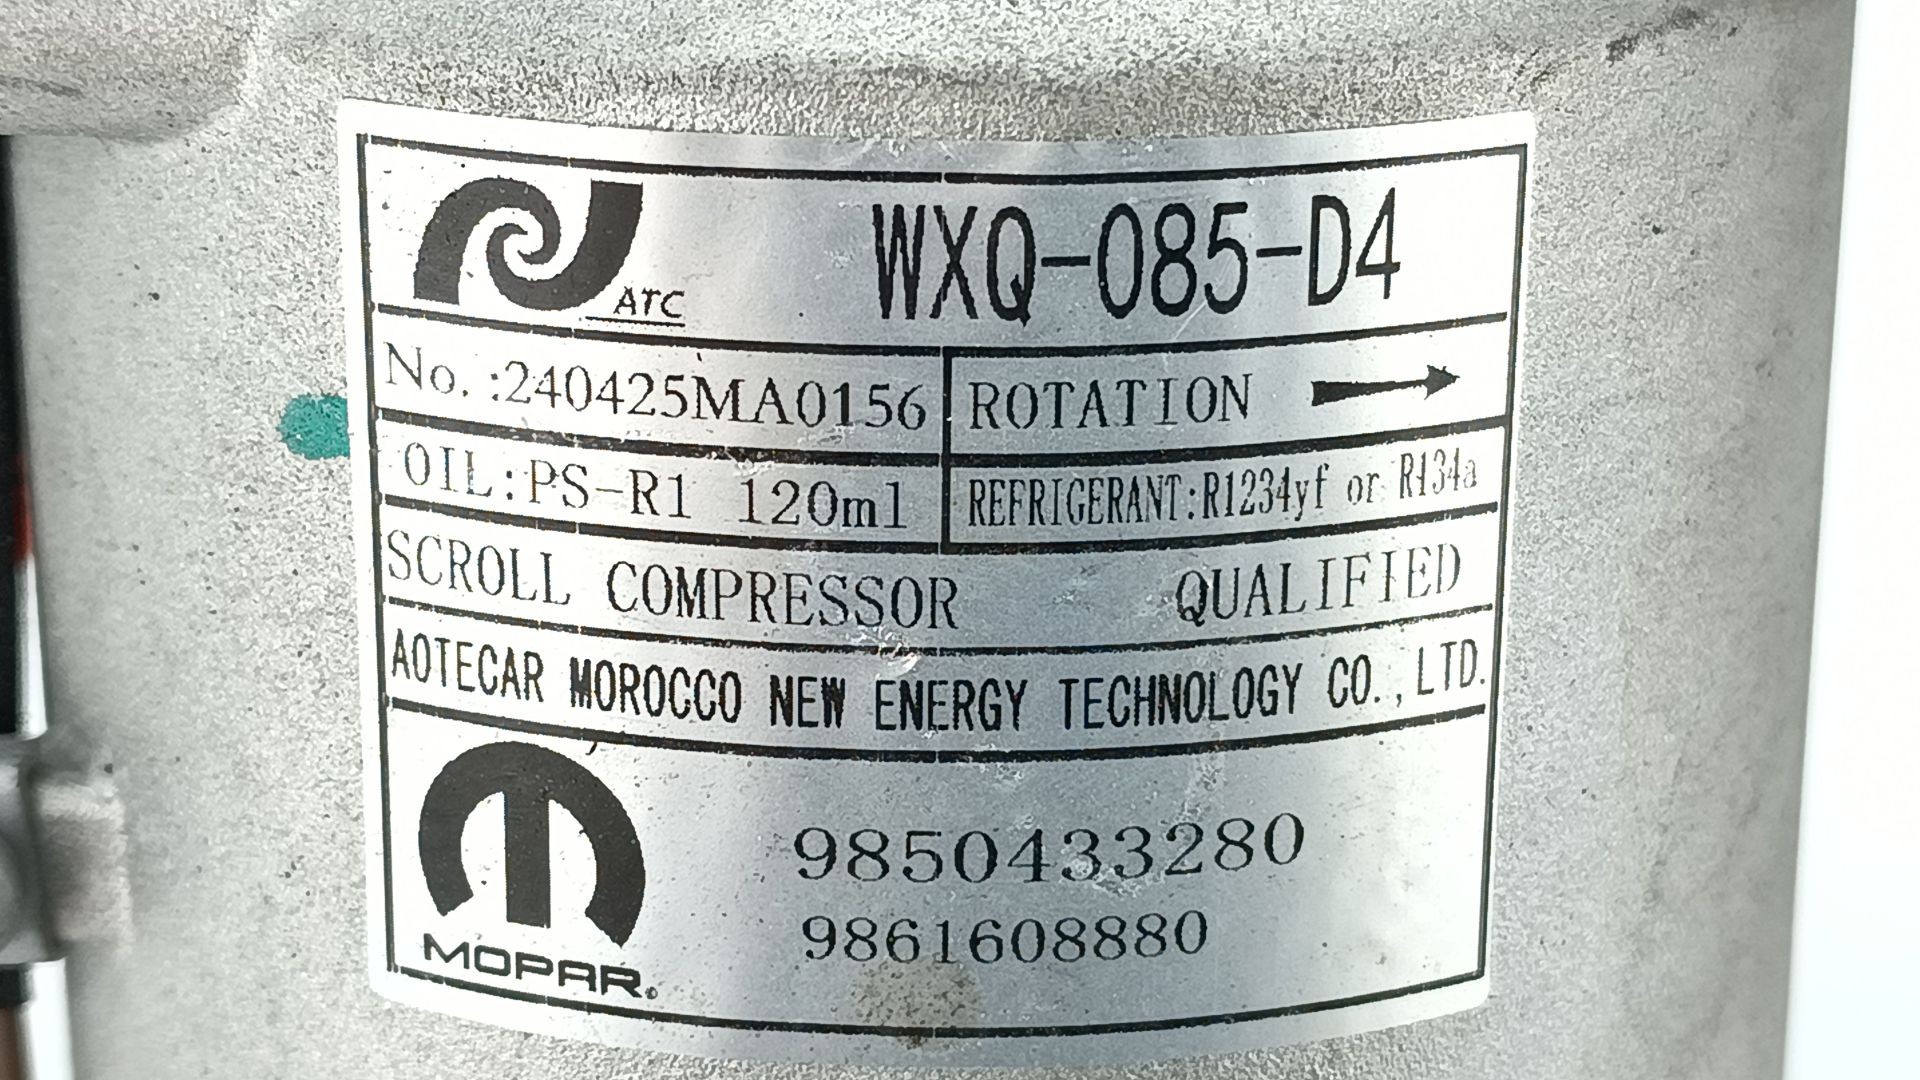 ATC
WXQ-085-D4
No.:240425MA0156
ROTATION
OIL:PS-R1 120ml
REFRIGERANT:R1234yf or R134a
SCROLL COMPRESSOR QUALIFIED
AOTECAR MOROCCO NEW ENERGY TECHNOLOGY CO.,LTD.
9850433280
9861608880
MOPAR®